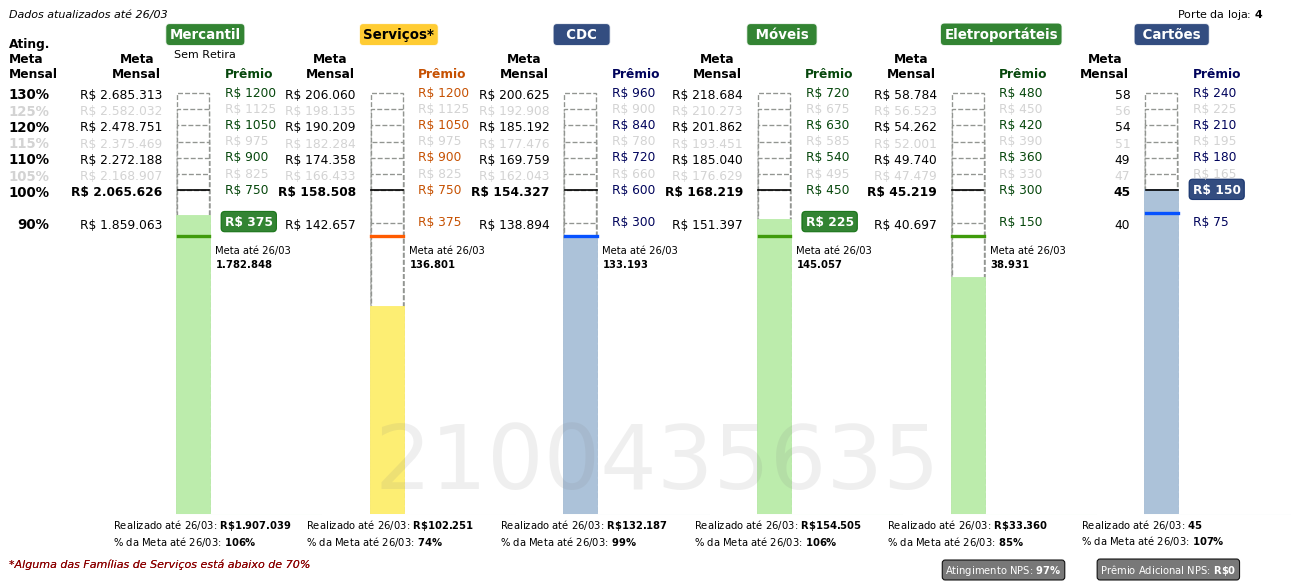 Dados atualizados até 26/03 Porte da loja: 4
Mercantil Serviços* CDC Móveis Eletroportáteis Cartões
Sem Retira
Ating. Meta Mensal Meta Mensal Prêmio Meta Mensal Prêmio Meta Mensal Prêmio Meta Mensal Prêmio Meta Mensal Prêmio Meta Mensal Prêmio
130% R$ 2.685.313 R$ 1200 R$ 206.060 R$ 1200 R$ 200.625 R$ 960 R$ 218.684 R$ 720 R$ 58.784 R$ 480 58 R$ 240
125% R$ 2.582.032 R$ 1125 R$ 198.135 R$ 1125 R$ 192.908 R$ 900 R$ 210.273 R$ 675 R$ 56.523 R$ 450 56 R$ 225
120% R$ 2.478.751 R$ 1050 R$ 190.209 R$ 1050 R$ 185.192 R$ 840 R$ 201.862 R$ 630 R$ 54.262 R$ 420 54 R$ 210
115% R$ 2.375.469 R$ 975 R$ 182.284 R$ 975 R$ 177.476 R$ 780 R$ 193.451 R$ 585 R$ 52.001 R$ 390 51 R$ 195
110% R$ 2.272.188 R$ 900 R$ 174.358 R$ 900 R$ 169.759 R$ 720 R$ 185.040 R$ 540 R$ 49.740 R$ 360 49 R$ 180
105% R$ 2.168.907 R$ 825 R$ 166.433 R$ 825 R$ 162.043 R$ 660 R$ 176.629 R$ 495 R$ 47.479 R$ 330 47 R$ 165
100% R$ 2.065.626 R$ 750 R$ 158.508 R$ 750 R$ 154.327 R$ 600 R$ 168.219 R$ 450 R$ 45.219 R$ 300 45 R$ 150
90% R$ 1.859.063 R$ 375 R$ 142.657 R$ 375 R$ 138.894 R$ 300 R$ 151.397 R$ 225 R$ 40.697 R$ 150 40 R$ 75
Meta até 26/03 Meta até 26/03 Meta até 26/03 Meta até 26/03 Meta até 26/03
1.782.848 136.801 133.193 145.057 38.931
2100435635
Realizado até 26/03: R$1.907.039 Realizado até 26/03: R$102.251 Realizado até 26/03: R$132.187 Realizado até 26/03: R$154.505 Realizado até 26/03: R$33.360 Realizado até 26/03: 45
% da Meta até 26/03: 106% % da Meta até 26/03: 74% % da Meta até 26/03: 99% % da Meta até 26/03: 106% % da Meta até 26/03: 85% % da Meta até 26/03: 107%
*Alguma das Famílias de Serviços está abaixo de 70% Atingimento NPS: 97% Prêmio Adicional NPS: R$0